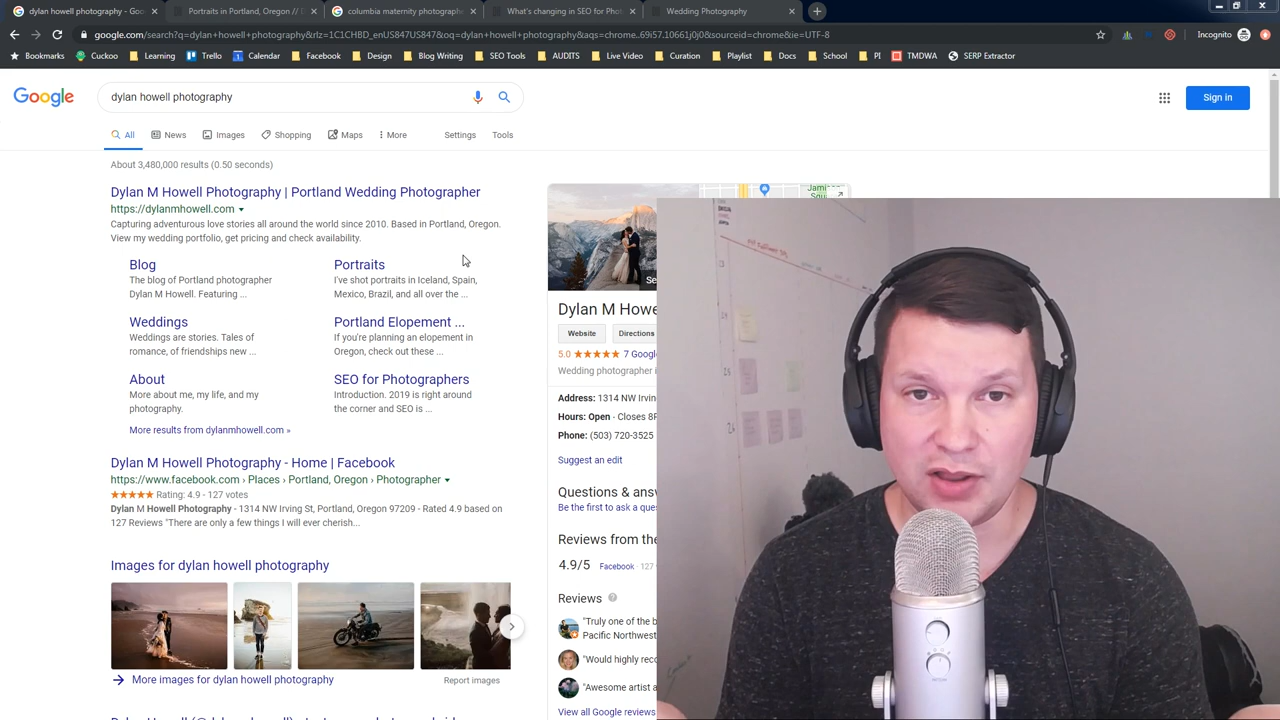 dylan howell photography - Goo
Portraits in Portland, Oregon // D
columbia maternity photographe
What's changing in SEO for Phot
Wedding Photography
google.com/search?q=dylan+howell+photography&rlz=1C1CHBD_enUS847US847&oq=dylan+howell+photography&aqs=chrome..69i57.10661j0j0&sourceid=chrome&ie=UTF-8
Incognito
Bookmarks Cuckoo Learning Trello Calendar Facebook Design Blog Writing SEO Tools AUDITS Live Video Curation Playlist Docs School PI TMDWA SERP Extractor
Google
dylan howell photography
Sign in
All News Images Shopping Maps More Settings Tools
About 3,480,000 results (0.50 seconds)
Dylan M Howell Photography | Portland Wedding Photographer
https://dylanmhowell.com
Capturing adventurous love stories all around the world since 2010. Based in Portland, Oregon.
View my wedding portfolio, get pricing and check availability.
Blog
The blog of Portland photographer
Dylan M Howell. Featuring ...
Portraits
I've shot portraits in Iceland, Spain,
Mexico, Brazil, and all over the ...
Weddings
Weddings are stories. Tales of
romance, of friendships new ...
Portland Elopement ...
If you're planning an elopement in
Oregon, check out these ...
About
More about me, my life, and my
photography.
SEO for Photographers
Introduction. 2019 is right around
the corner and SEO is ...
More results from dylanmhowell.com »
Dylan M Howell Photography - Home | Facebook
https://www.facebook.com › Places › Portland, Oregon › Photographer
Rating: 4.9 - 127 votes
Dylan M Howell Photography - 1314 NW Irving St, Portland, Oregon 97209 - Rated 4.9 based on
127 Reviews "There are only a few things I will ever cherish...
Images for dylan howell photography
More images for dylan howell photography
Report images
Jamiso
Squ
Se
Dylan M Howe
Website Directions
5.0 7 Googl
Wedding photographer i
Address: 1314 NW Irvin
Hours: Open - Closes 8P
Phone: (503) 720-3525
Suggest an edit
Questions & ansv
Be the first to ask a ques
Reviews from the
4.9/5 Facebook · 127
Reviews
"Truly one of the b
Pacific Northwest
"Would highly reco
"Awesome artist a
View all Google reviews